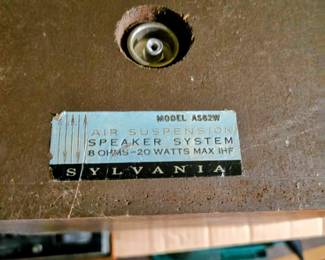 MODEL AS62W
AIR SUSPENSION
SPEAKER SYSTEM
8 OHMS-20 WATTS MAX IHF
SYLVANIA